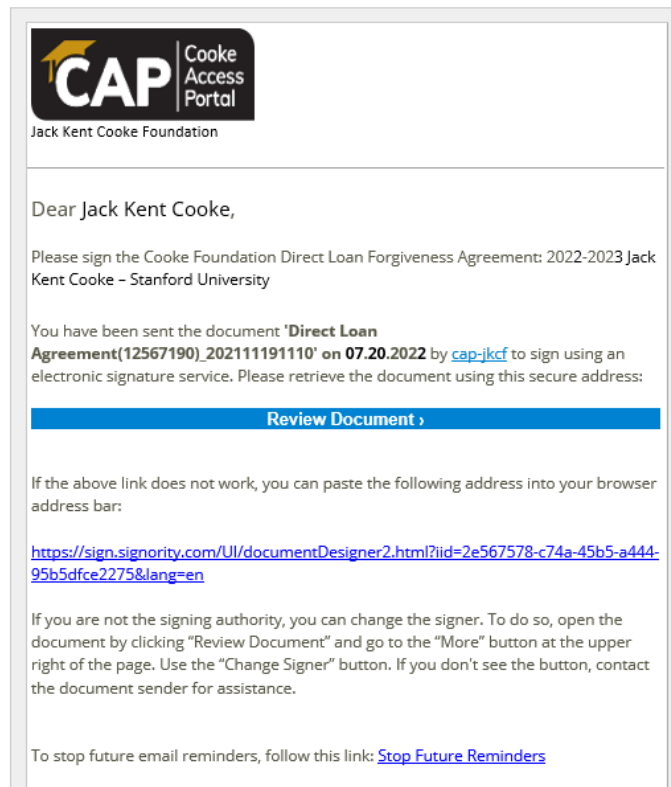 CAP
Cooke
Access
Portal
Jack Kent Cooke Foundation
Dear Jack Kent Cooke,
Please sign the Cooke Foundation Direct Loan Forgiveness Agreement: 2022-2023 Jack
Kent Cooke – Stanford University
You have been sent the document 'Direct Loan
Agreement(12567190)_202111191110' on 07.20.2022 by cap-jkcf to sign using an
electronic signature service. Please retrieve the document using this secure address:
Review Document ›
If the above link does not work, you can paste the following address into your browser
address bar:
https://sign.signority.com/UI/documentDesigner2.html?iid=2e567578-c74a-45b5-a444-
95b5dfce2275&lang=en
If you are not the signing authority, you can change the signer. To do so, open the
document by clicking “Review Document” and go to the “More” button at the upper
right of the page. Use the “Change Signer” button. If you don't see the button, contact
the document sender for assistance.
To stop future email reminders, follow this link: Stop Future Reminders